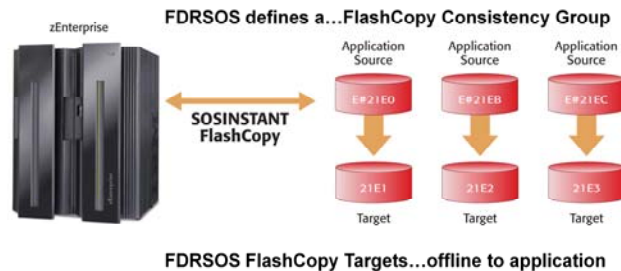 FDRSOS defines a...FlashCopy Consistency Group
zEnterprise
Application
Source
Application
Source
Application
Source
E#21E0
E#21EB
E#21EC
SOSINSTANT
FlashCopy
21E1
21E2
21E3
Target
Target
Target
FDRSOS FlashCopy Targets...offline to application